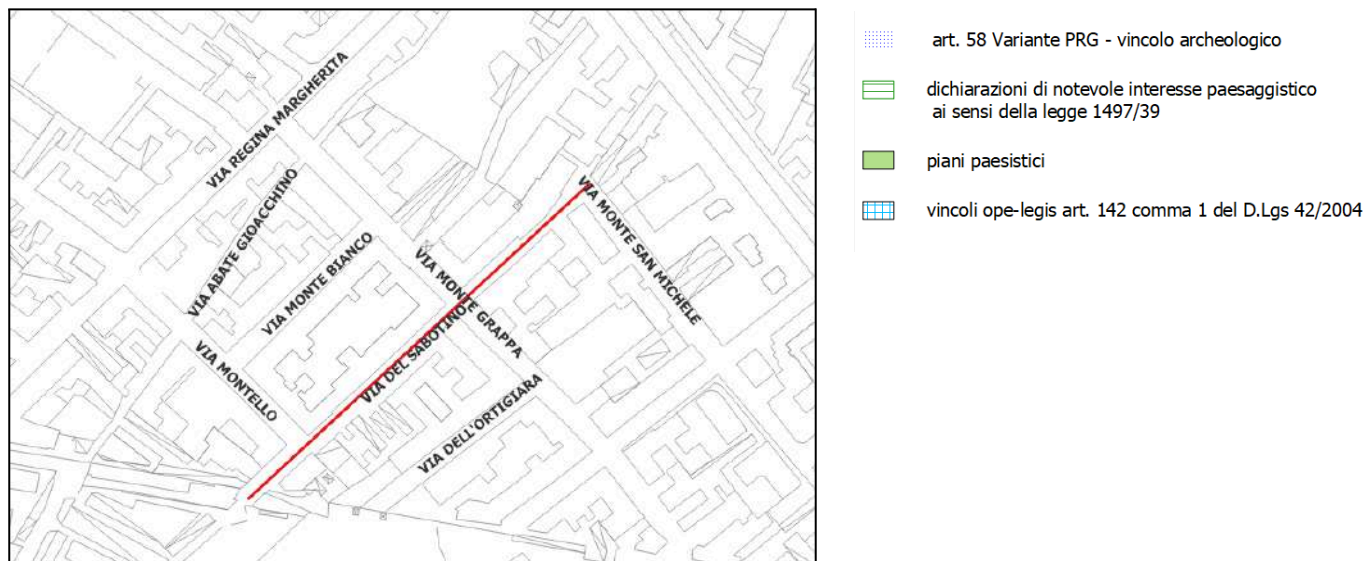 VIA REGINA MARGHERITA
VIA ABATE GIOACCHINO
VIA MONTE BIANCO
VIA MONTELLO
VIA DEL SABOTINO
VIA MONTE GRAPPA
VIA MONTE SAN MICHELE
VIA DELL'ORTIGIARA
art. 58 Variante PRG - vincolo archeologico
dichiarazioni di notevole interesse paesaggistico
ai sensi della legge 1497/39
piani paesistici
vincoli ope-legis art. 142 comma 1 del D.Lgs 42/2004